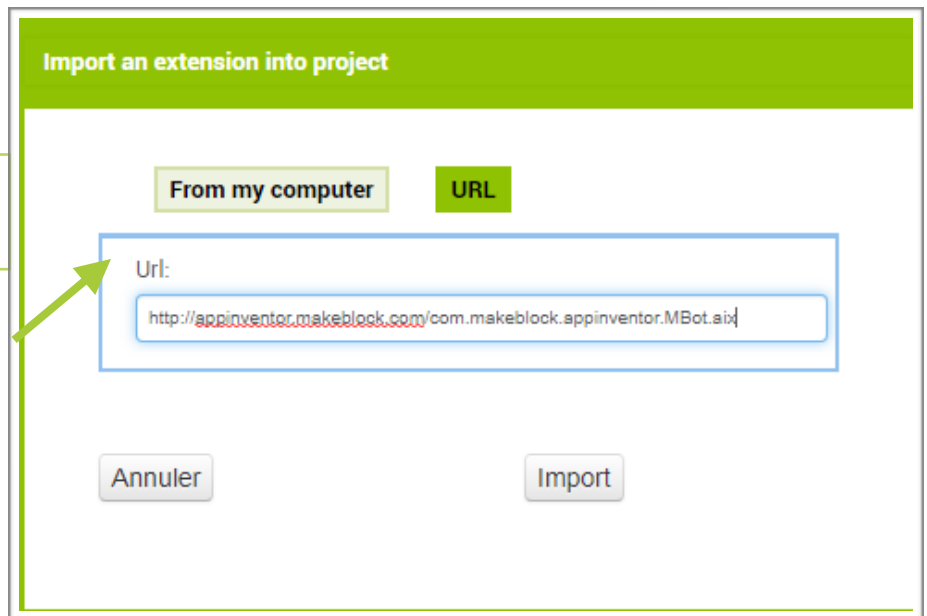 Import an extension into project
From my computer URL
Url:
http://appinventor.makeblock.com/com.makeblock.appinventor.MBot.aix
Annuler Import